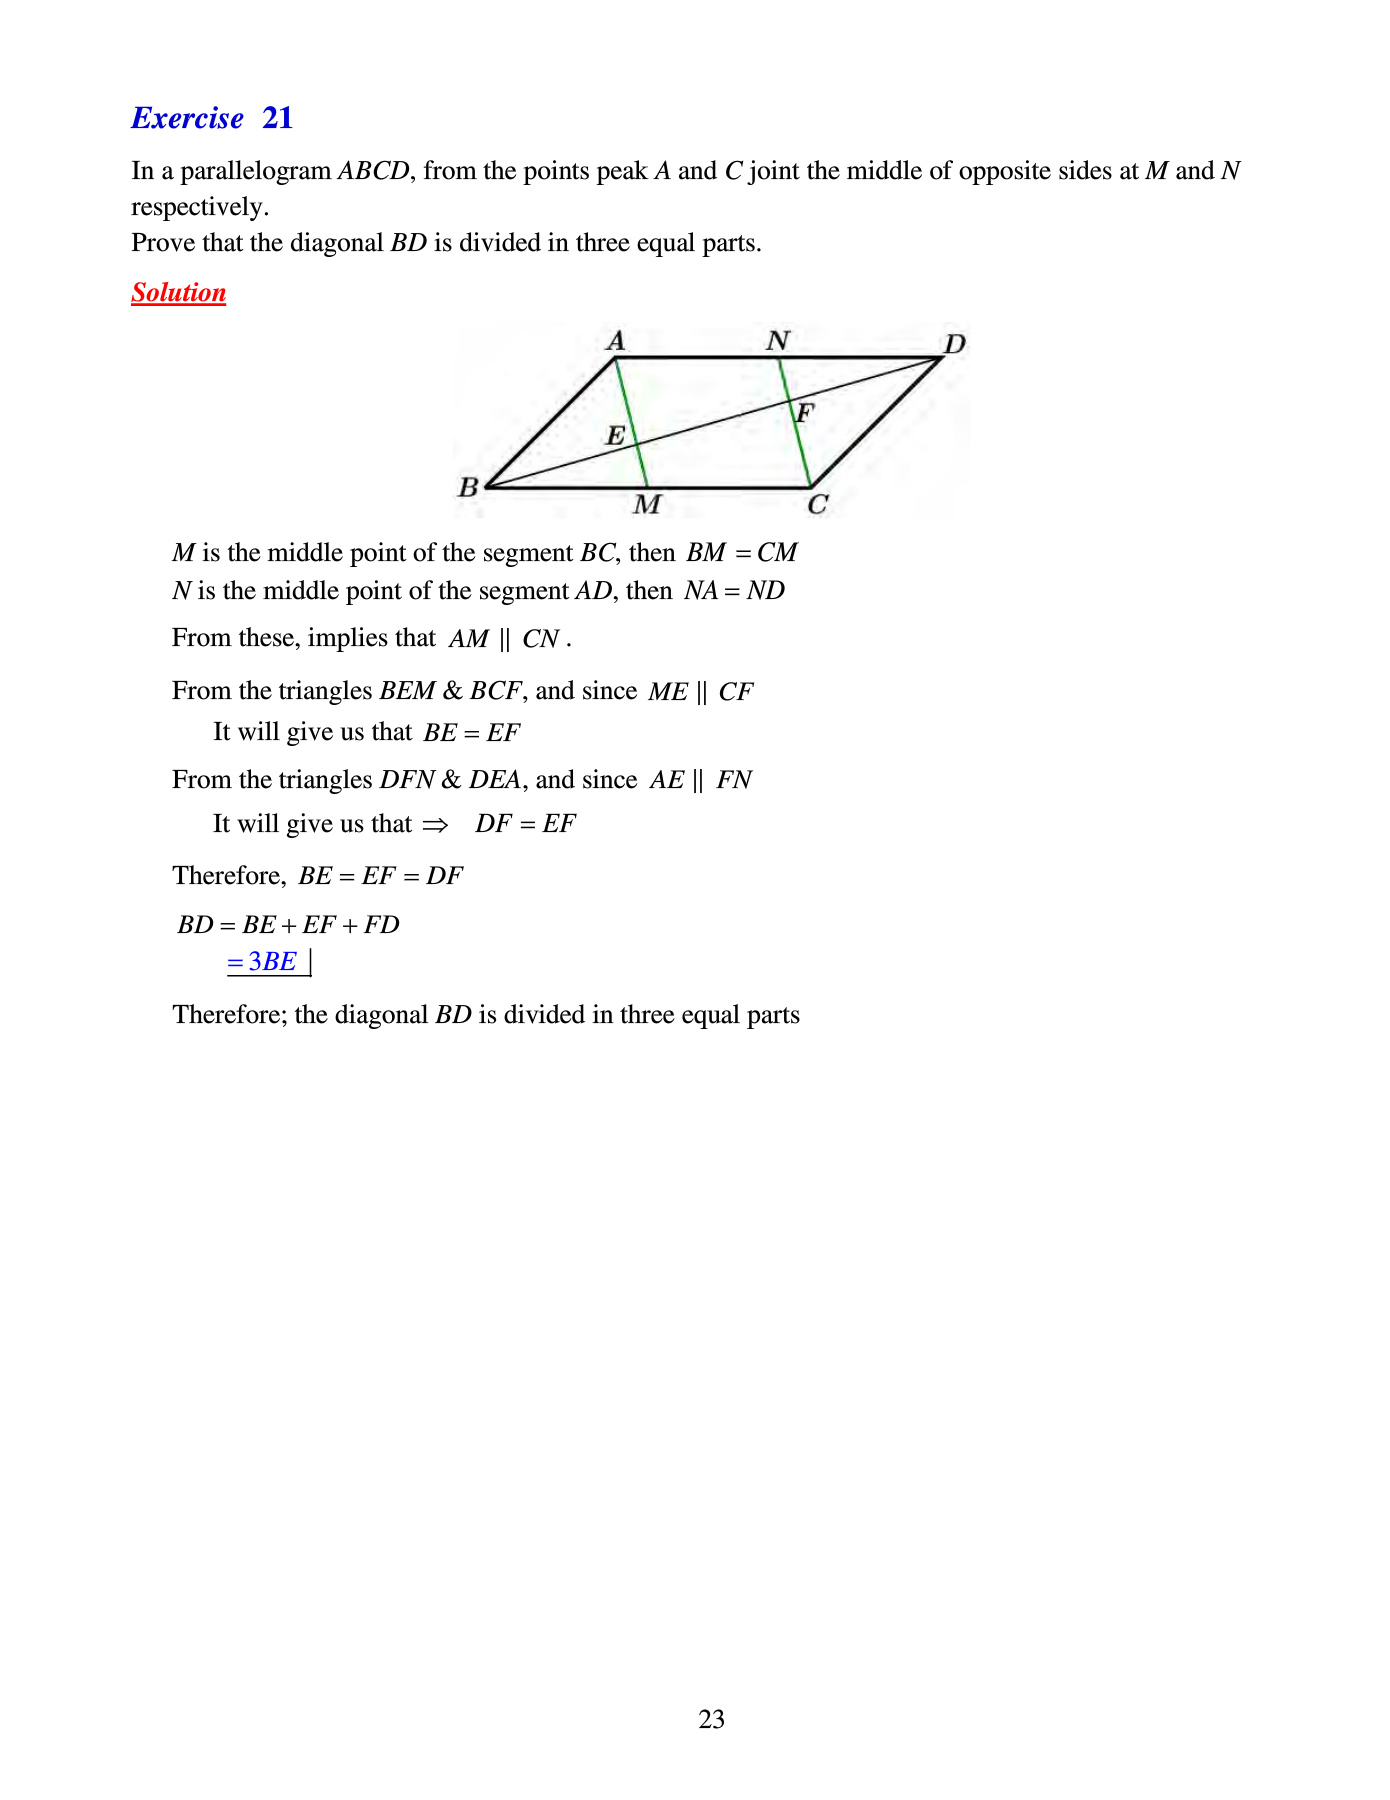 Exercise 21
In a parallelogram ABCD, from the points peak A and C joint the middle of opposite sides at M and N
respectively.
Prove that the diagonal BD is divided in three equal parts.
Solution
A N D
F
E
B
M C
M is the middle point of the segment BC, then BM = CM
N is the middle point of the segment AD, then NA = ND
From these, implies that AM || CN .
From the triangles BEM & BCF, and since ME || CF
It will give us that BE = EF
From the triangles DFN & DEA, and since AE || FN
It will give us that ⇒ DF = EF
Therefore, BE = EF = DF
BD = BE + EF + FD
= 3BE |
Therefore; the diagonal BD is divided in three equal parts
23